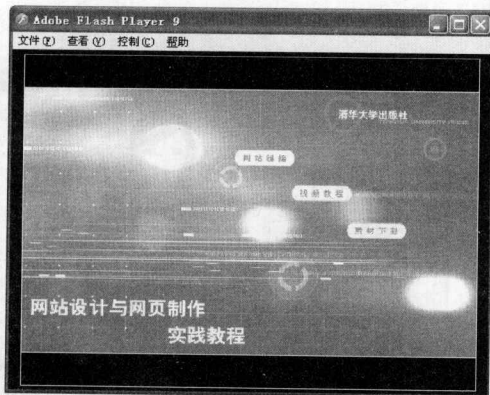 Adobe Flash Player 9
文件(F) 查看(V) 控制(C) 帮助
清华大学出版社
网站链接
视频教程
素材下载
网站设计与网页制作
实践教程